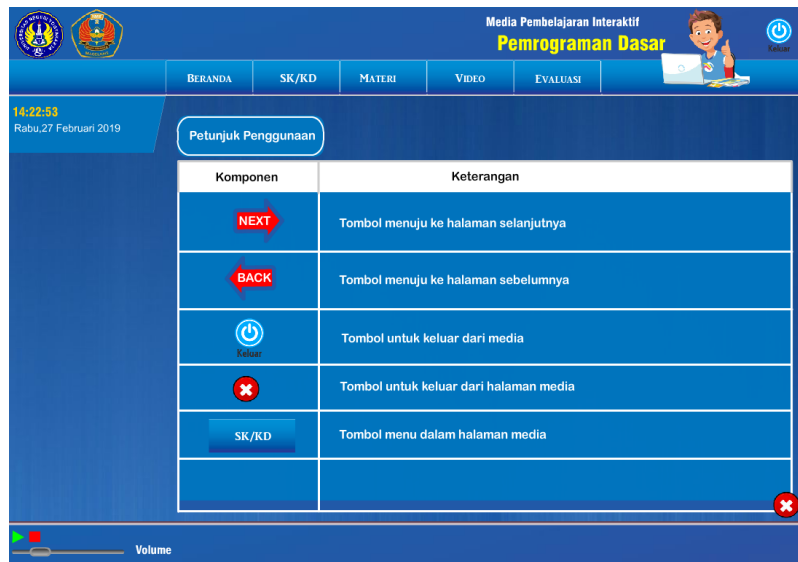 Media Pembelajaran Interaktif
Pemrograman Dasar
Keluar
BERANDA SK/KD MATERI VIDEO EVALUASI
14:22:53
Rabu,27 Februari 2019
Petunjuk Penggunaan
Komponen Keterangan
NEXT Tombol menuju ke halaman selanjutnya
BACK Tombol menuju ke halaman sebelumnya
Keluar Tombol untuk keluar dari media
Tombol untuk keluar dari halaman media
SK/KD Tombol menu dalam halaman media
Volume